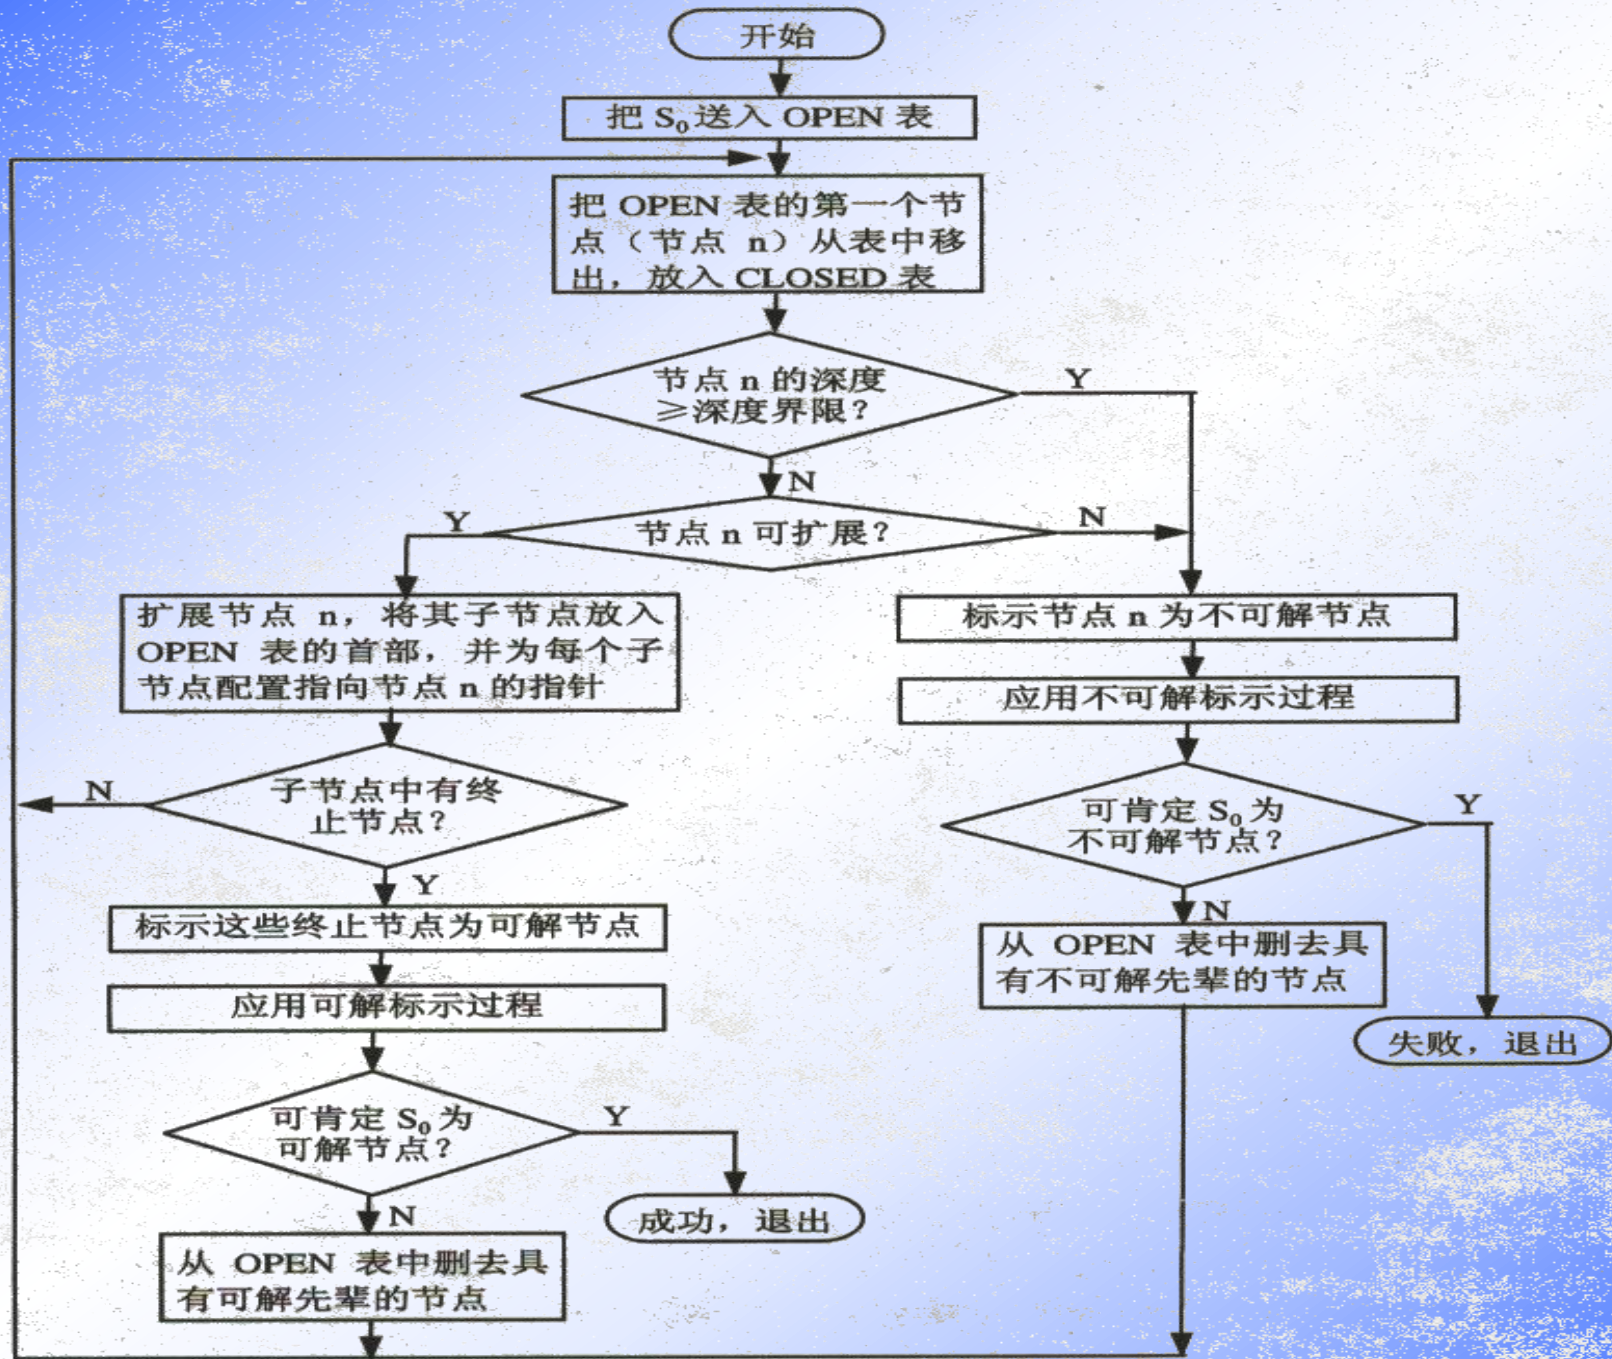 开始
把 S₀ 送入 OPEN 表
把 OPEN 表的第一个节
点（节点 n）从表中移
出，放入 CLOSED 表
节点 n 的深度
≥深度界限？
Y
N
节点 n 可扩展？
Y
N
扩展节点 n，将其子节点放入
OPEN 表的首部，并为每个子
节点配置指向节点 n 的指针
标示节点 n 为不可解节点
应用不可解标示过程
子节点中有终
止节点？
N
Y
可肯定 S₀ 为
不可解节点？
Y
N
标示这些终止节点为可解节点
从 OPEN 表中删去具
有不可解先辈的节点
应用可解标示过程
失败，退出
可肯定 S₀ 为
可解节点？
Y
N
成功，退出
从 OPEN 表中删去具
有可解先辈的节点